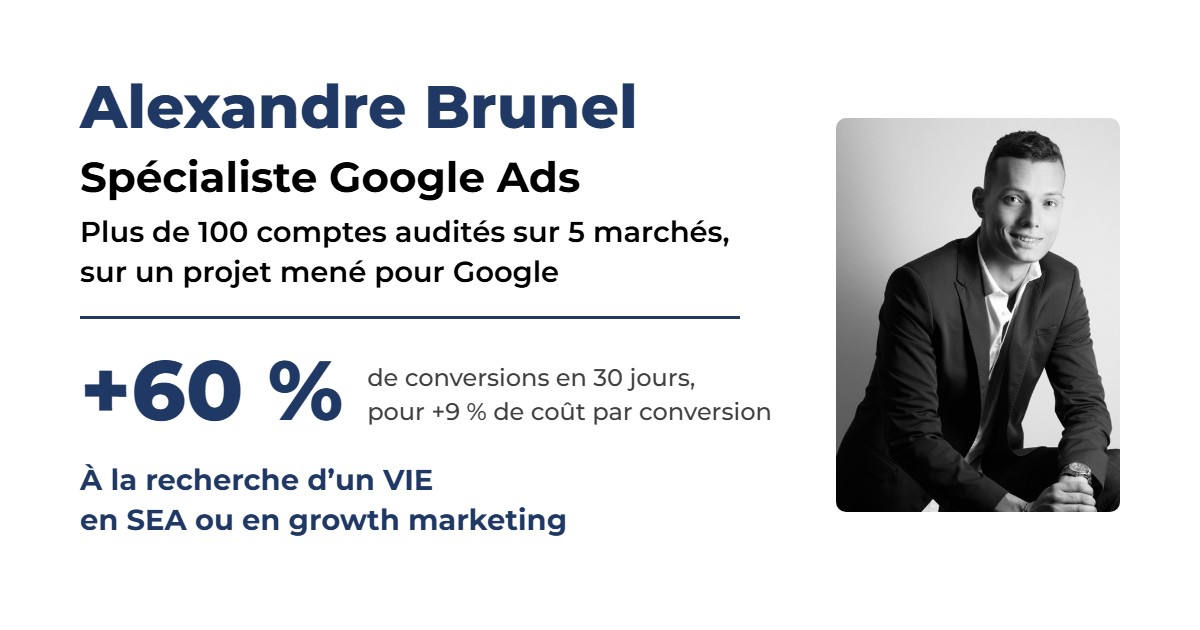 Alexandre Brunel
Spécialiste Google Ads
Plus de 100 comptes audités sur 5 marchés,
sur un projet mené pour Google
+60 %
de conversions en 30 jours,
pour +9 % de coût par conversion
À la recherche d’un VIE
en SEA ou en growth marketing